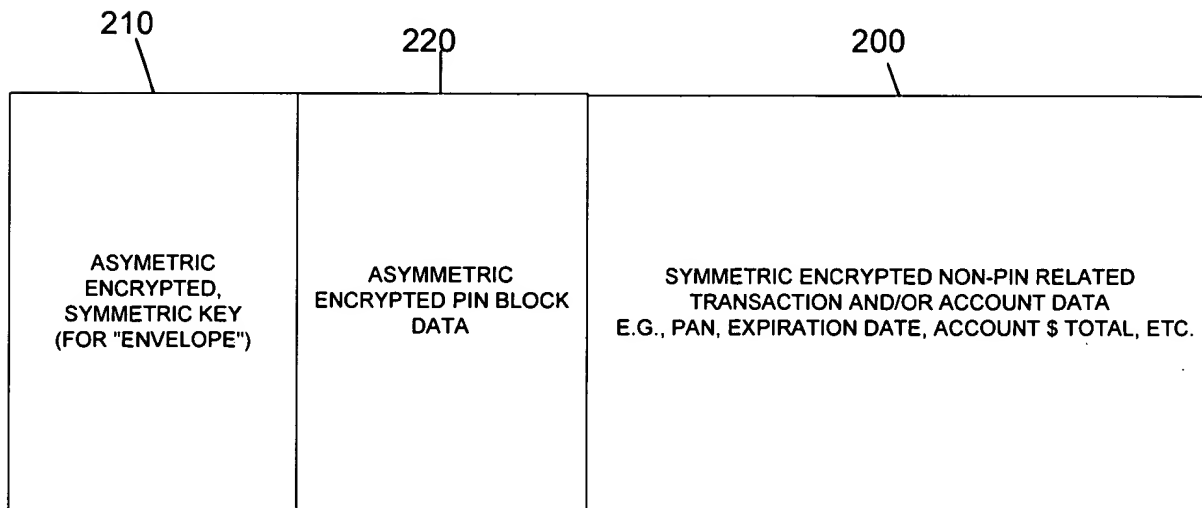 210
220
200
ASYMETRIC
ENCRYPTED,
SYMMETRIC KEY
(FOR "ENVELOPE")
ASYMMETRIC
ENCRYPTED PIN BLOCK
DATA
SYMMETRIC ENCRYPTED NON-PIN RELATED
TRANSACTION AND/OR ACCOUNT DATA
E.G., PAN, EXPIRATION DATE, ACCOUNT $ TOTAL, ETC.